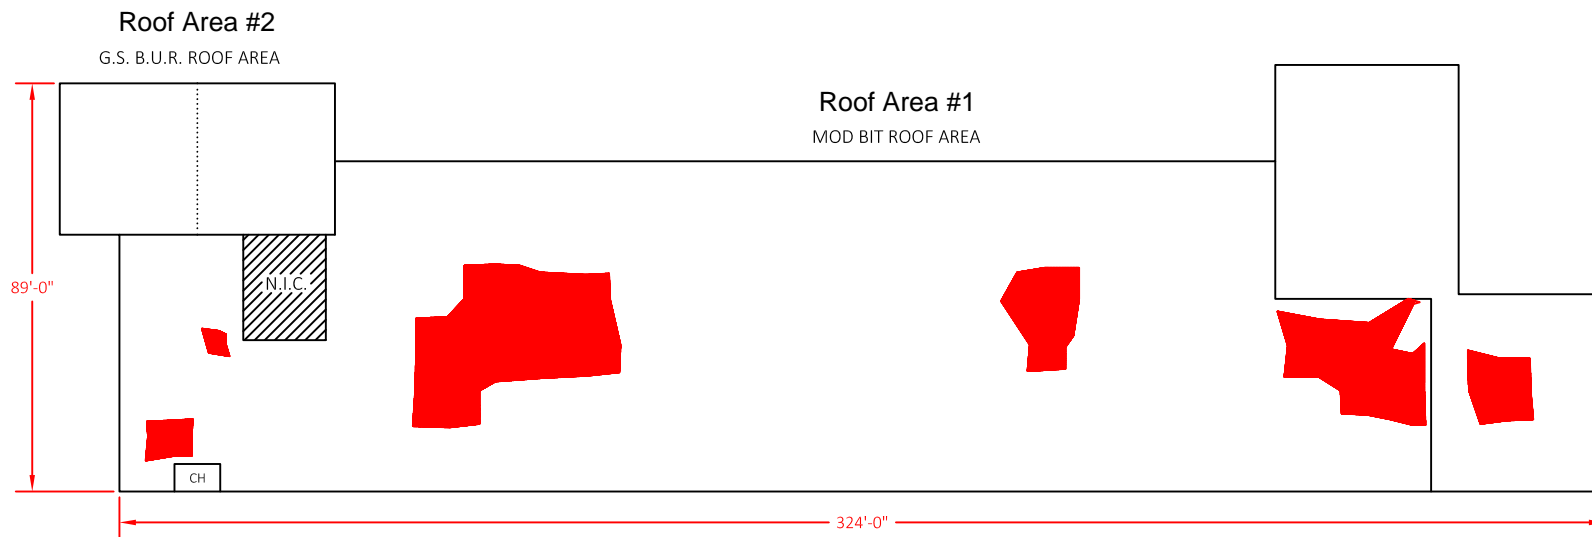 Roof Area #2
G.S. B.U.R. ROOF AREA
Roof Area #1
MOD BIT ROOF AREA
N.I.C.
89'-0"
CH
324'-0"